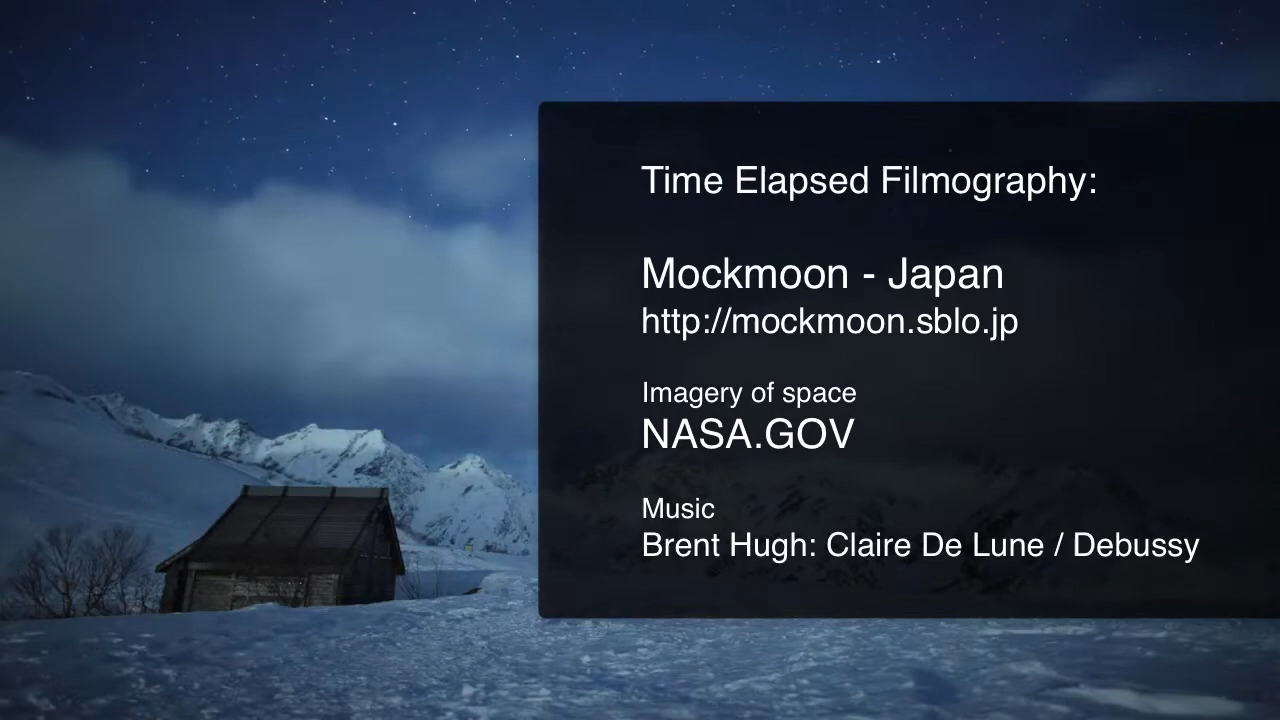 Time Elapsed Filmography:
Mockmoon - Japan
http://mockmoon.sblo.jp
Imagery of space
NASA.GOV
Music
Brent Hugh: Claire De Lune / Debussy